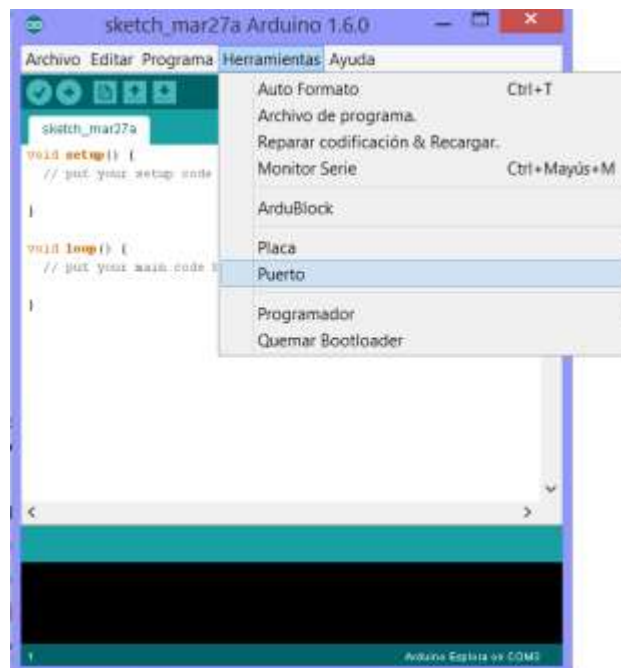 sketch_mar27a Arduino 1.6.0
Archivo Editar Programa Herramientas Ayuda
Auto Formato Ctrl+T
Archivo de programa.
Reparar codificación & Recargar.
Monitor Serie Ctrl+Mayús+M
ArduBlock
Placa
Puerto
Programador
Quemar Bootloader
sketch_mar27a
void setup() {
// put your setup code
}
void loop() {
// put your main code
}
1
Arduino Esplora on COM3